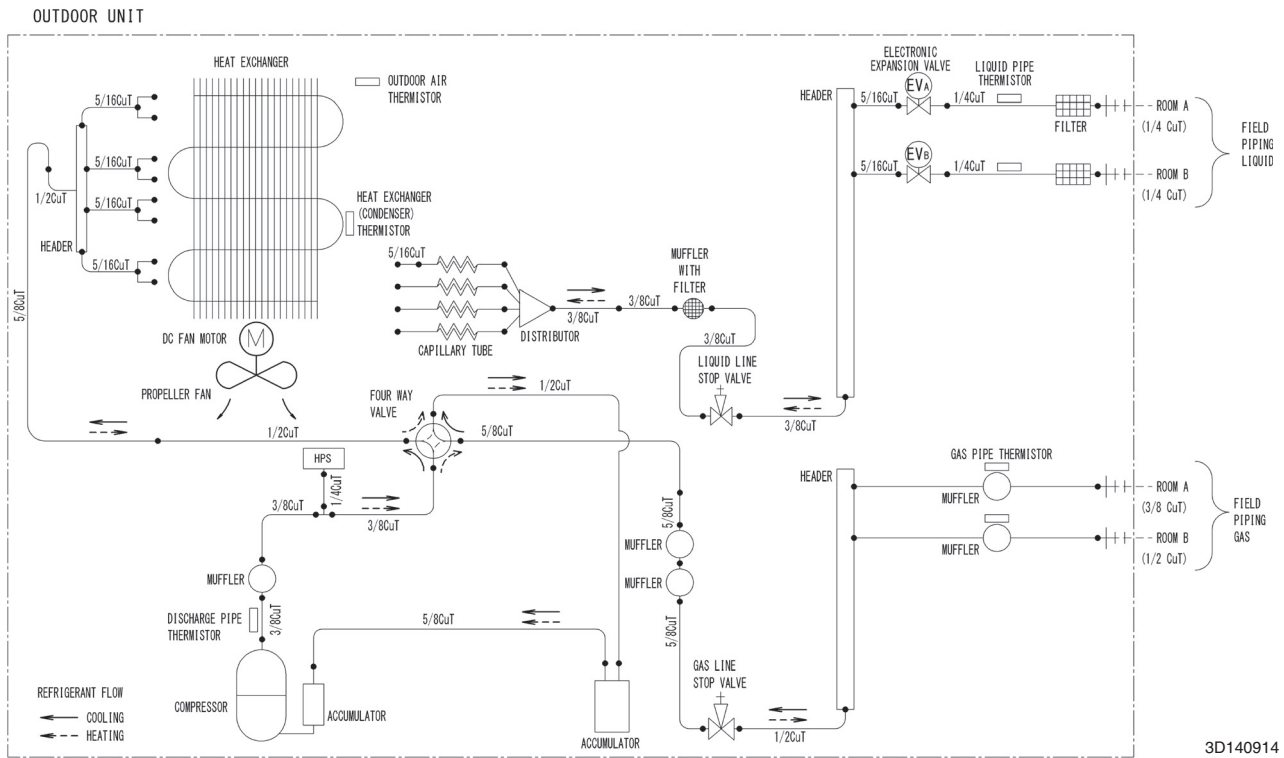 OUTDOOR UNIT
HEAT EXCHANGER
OUTDOOR AIR
THERMISTOR
5/16CuT
5/16CuT
5/16CuT
5/16CuT
1/2CuT
HEADER
5/8CuT
HEAT EXCHANGER
(CONDENSER)
THERMISTOR
DC FAN MOTOR
M
PROPELLER FAN
5/16CuT
CAPILLARY TUBE
DISTRIBUTOR
3/8CuT
3/8CuT
MUFFLER
WITH
FILTER
3/8CuT
LIQUID LINE
STOP VALVE
3/8CuT
HEADER
ELECTRONIC
EXPANSION VALVE
LIQUID PIPE
THERMISTOR
5/16CuT
EVA
1/4CuT
FILTER
ROOM A
(1/4 CuT)
5/16CuT
EVB
1/4CuT
ROOM B
(1/4 CuT)
FIELD
PIPING
LIQUID
FOUR WAY
VALVE
1/2CuT
1/2CuT
5/8CuT
HPS
1/4CuT
3/8CuT
3/8CuT
MUFFLER
DISCHARGE PIPE
THERMISTOR
3/8CuT
COMPRESSOR
ACCUMULATOR
5/8CuT
ACCUMULATOR
5/8CuT
MUFFLER
MUFFLER
5/8CuT
GAS LINE
STOP VALVE
1/2CuT
HEADER
GAS PIPE THERMISTOR
MUFFLER
ROOM A
(3/8 CuT)
MUFFLER
ROOM B
(1/2 CuT)
FIELD
PIPING
GAS
REFRIGERANT FLOW
COOLING
HEATING
3D140914